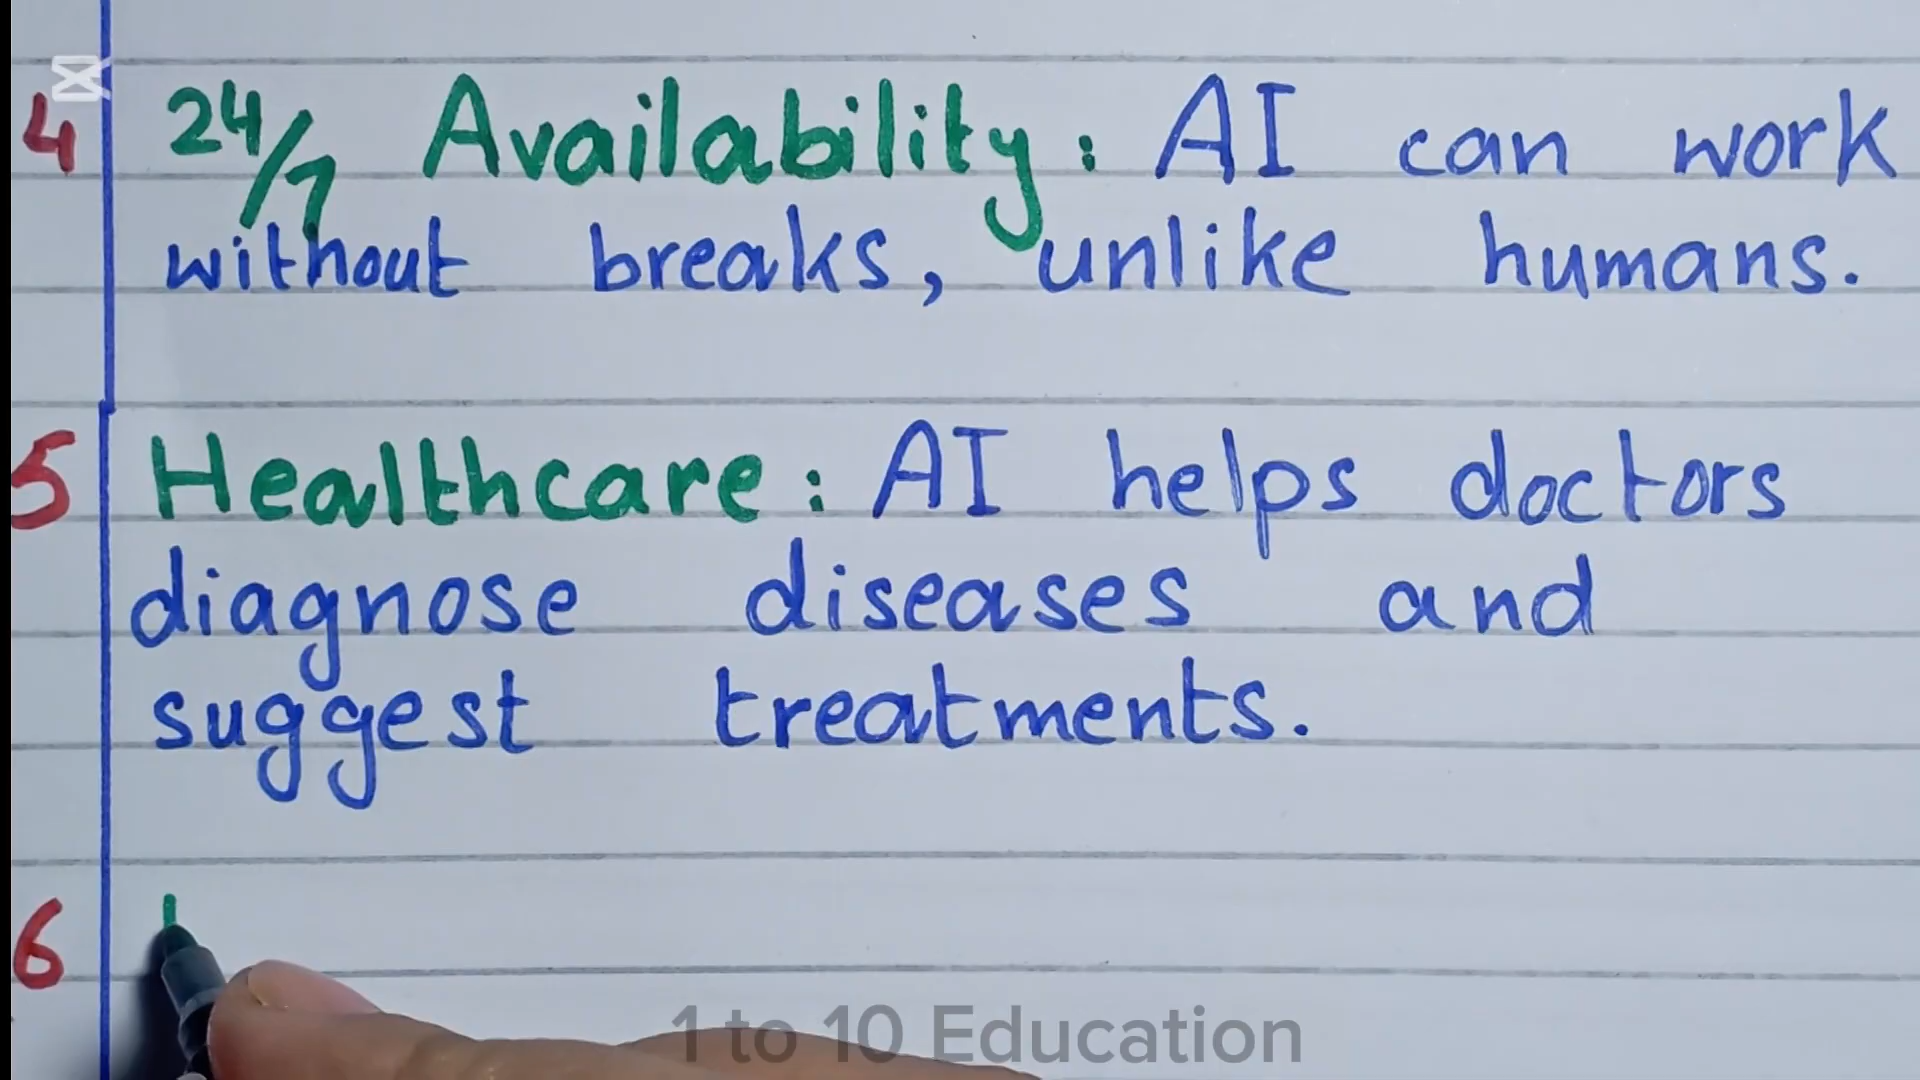 4 24/7 Availability: AI can work
without breaks, unlike humans.
5 Healthcare: AI helps doctors
diagnose diseases and
suggest treatments.
6
1 to 10 Education